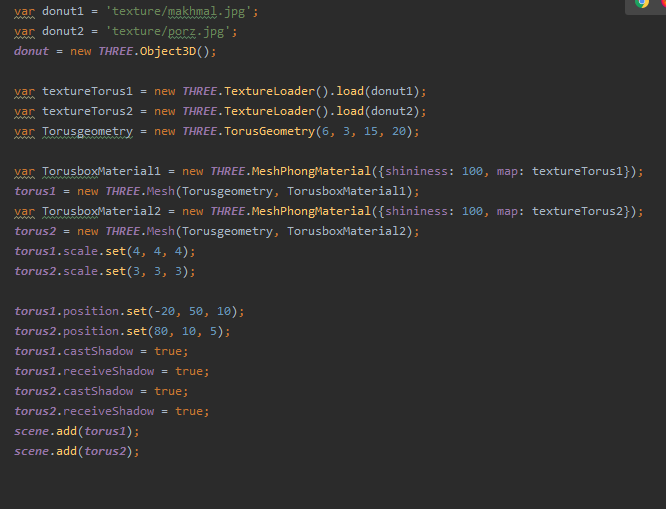 var donut1 = 'texture/makhmal.jpg';
var donut2 = 'texture/porz.jpg';
donut = new THREE.Object3D();
var textureTorus1 = new THREE.TextureLoader().load(donut1);
var textureTorus2 = new THREE.TextureLoader().load(donut2);
var Torusgeometry = new THREE.TorusGeometry(6, 3, 15, 20);
var TorusboxMaterial1 = new THREE.MeshPhongMaterial({shininess: 100, map: textureTorus1});
torus1 = new THREE.Mesh(Torusgeometry, TorusboxMaterial1);
var TorusboxMaterial2 = new THREE.MeshPhongMaterial({shininess: 100, map: textureTorus2});
torus2 = new THREE.Mesh(Torusgeometry, TorusboxMaterial2);
torus1.scale.set(4, 4, 4);
torus2.scale.set(3, 3, 3);
torus1.position.set(-20, 50, 10);
torus2.position.set(80, 10, 5);
torus1.castShadow = true;
torus1.receiveShadow = true;
torus2.castShadow = true;
torus2.receiveShadow = true;
scene.add(torus1);
scene.add(torus2);